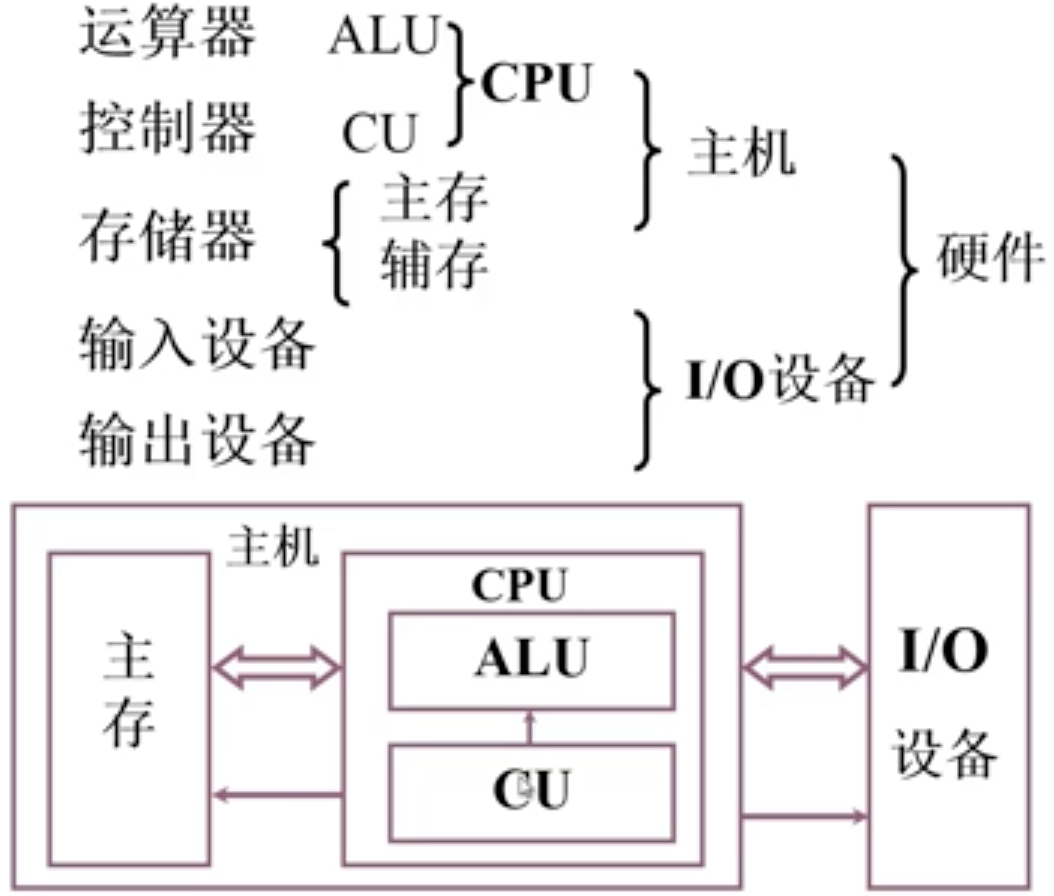 运算器 ALU
CPU
控制器 CU
主机
存储器 主存
辅存
硬件
输入设备
I/O设备
输出设备
主机
CPU
主存
ALU
CU
I/O
设备